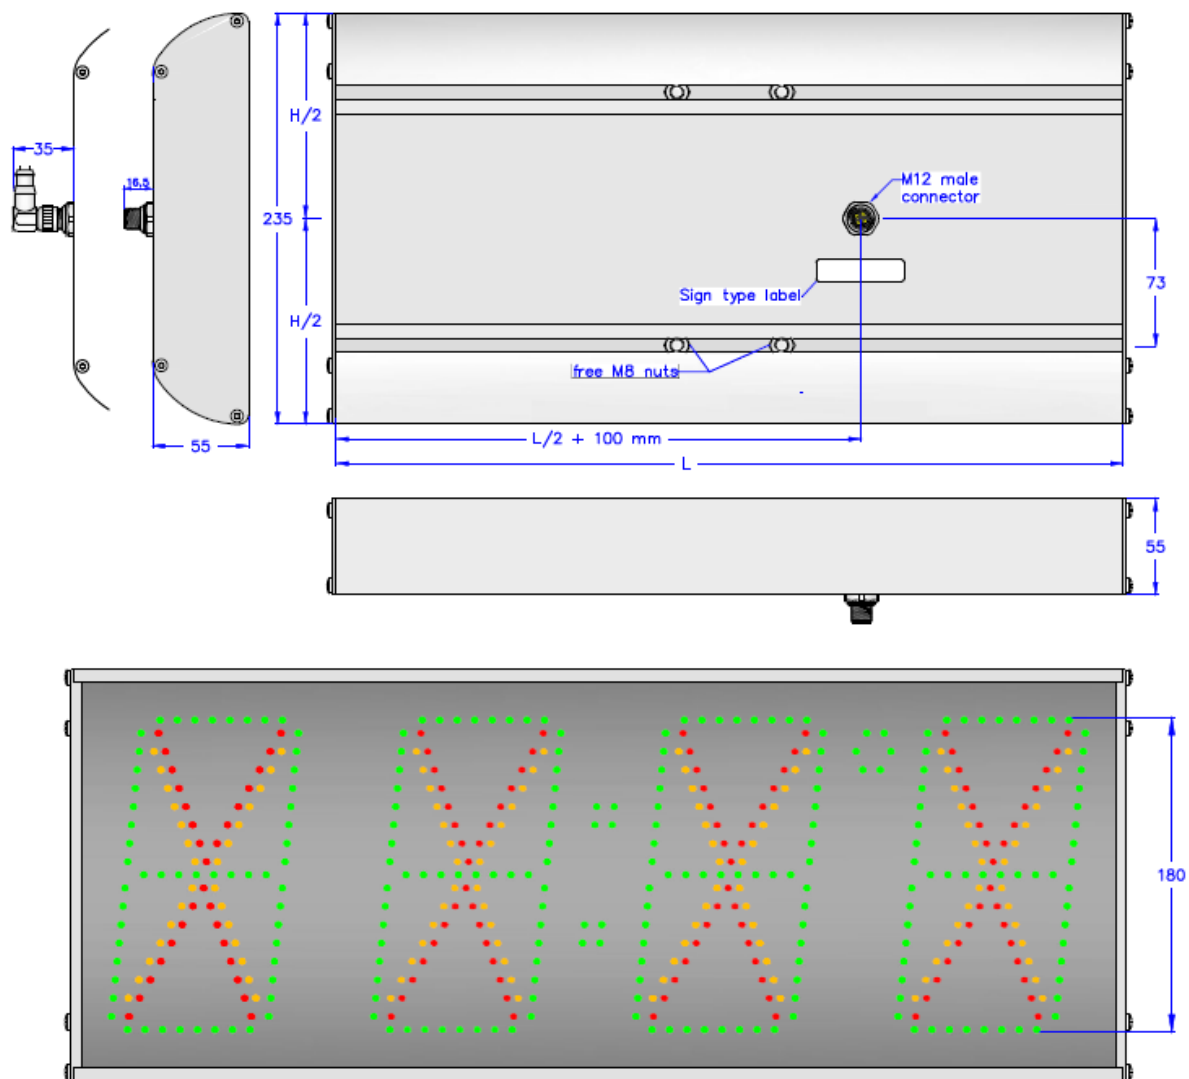 H/2
35
16,5
M12 male
connector
235
73
Sign type label
H/2
free M8 nuts
L/2 + 100 mm
55
L
55
180